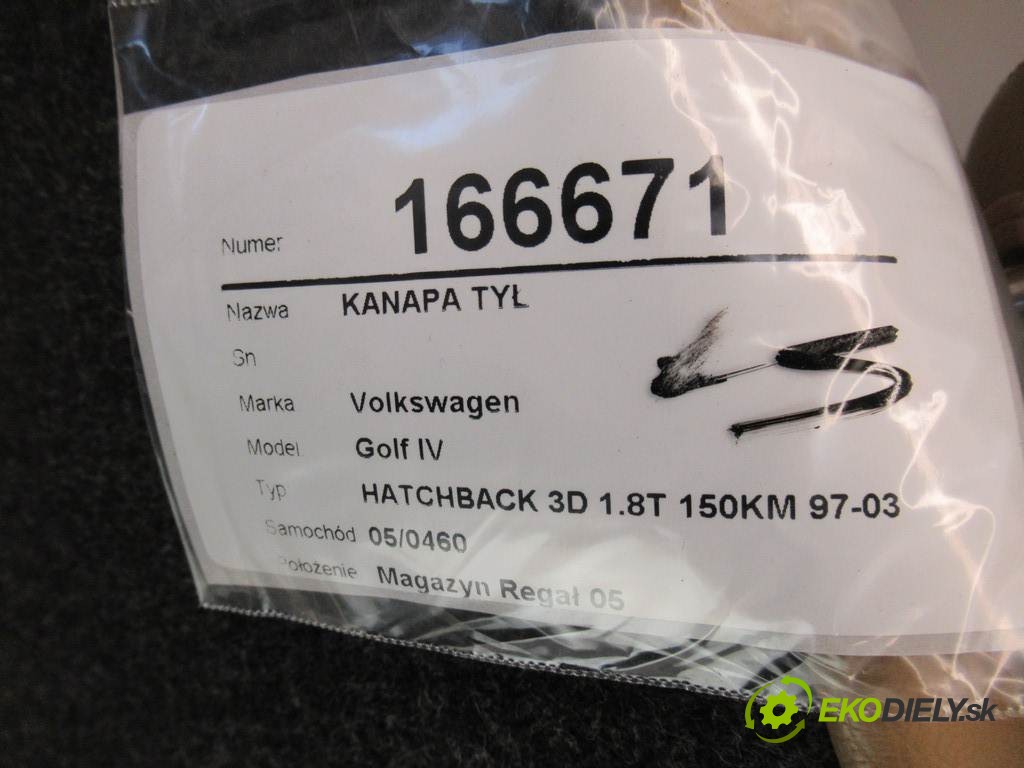 Numer 166671
Nazwa KANAPA TYŁ
Sn
Marka Volkswagen
Model Golf IV
Typ HATCHBACK 3D 1.8T 150KM 97-03
Samochód 05/0460
Położenie Magazyn Regał 05
EKODIELY.sk